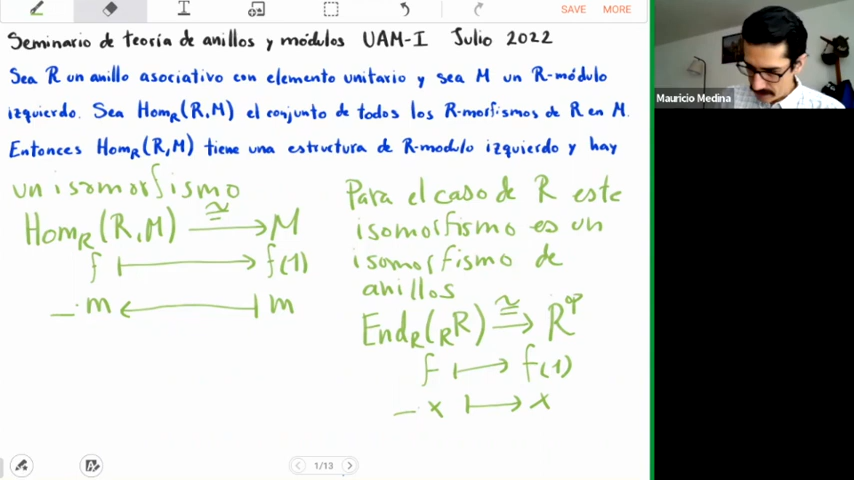 SAVE MORE
Seminario de teoría de anillos y módulos UAM-I Julio 2022
Sea R un anillo asociativo con elemento unitario y sea M un R-módulo
izquierdo. Sea Hom_R(R,M) el conjunto de todos los R-morfismos de R en M.
Entonces Hom_R(R,M) tiene una estructura de R-modulo izquierdo y hay
un isomorfismo
Hom_R(R,M) ≅⟶ M
f ⟼ f(1)
_·m ⟻ m
Para el caso de R este
isomorfismo es un
isomorfismo de
anillos
End_R(_RR) ≅⟶ R^op
f ⟼ f(1)
_·x ⟼ x
1/13
Mauricio Medina